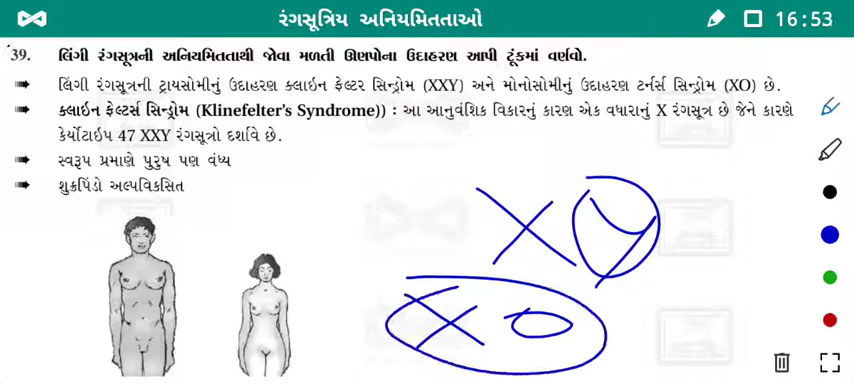 રંગસૂત્રિય અનિયમિતતાઓ
16:53
39. લિંગી રંગસૂત્રની અનિયમિતતાથી જોવા મળતી ઊણપોના ઉદાહરણ આપી ટૂંકમાં વર્ણવો.
➠ લિંગી રંગસૂત્રની ટ્રાયસોમીનું ઉદાહરણ ક્લાઇન ફેલ્ટર સિન્ડ્રોમ (XXY) અને મોનોસોમીનું ઉદાહરણ ટર્નર્સ સિન્ડ્રોમ (XO) છે.
➠ ક્લાઇન ફેલ્ટર્સ સિન્ડ્રોમ (Klinefelter's Syndrome)) : આ આનુવંશિક વિકારનું કારણ એક વધારાનું X રંગસૂત્ર છે જેને કારણે
કેર્યોટાઇપ 47 XXY રંગસૂત્રો દર્શાવે છે.
➠ સ્વરૂપ પ્રમાણે પુરુષ પણ વંધ્ય
➠ શુક્રપિંડો અલ્પવિકસિત
XY
XO